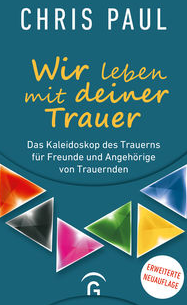 CHRIS PAUL
Wir leben
mit deiner
Trauer
Das Kaleidoskop des Trauerns
für Freunde und Angehörige
von Trauernden
ERWEITERTE
NEUAUFLAGE
G